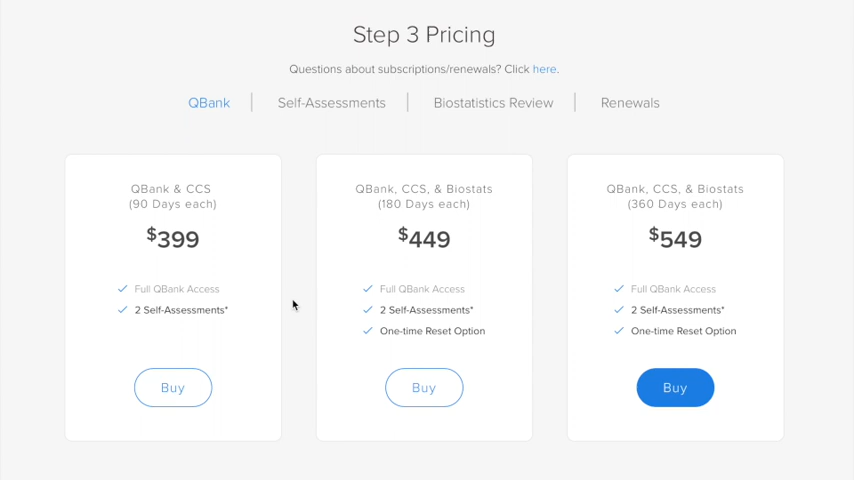 Step 3 Pricing
Questions about subscriptions/renewals? Click here.
QBank | Self-Assessments | Biostatistics Review | Renewals
QBank & CCS
(90 Days each)
$399
Full QBank Access
2 Self-Assessments*
Buy
QBank, CCS, & Biostats
(180 Days each)
$449
Full QBank Access
2 Self-Assessments*
One-time Reset Option
Buy
QBank, CCS, & Biostats
(360 Days each)
$549
Full QBank Access
2 Self-Assessments*
One-time Reset Option
Buy